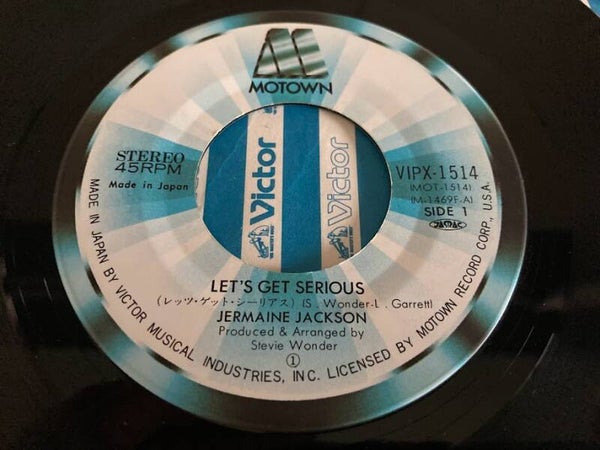 MOTOWN
STEREO
45RPM
Made in Japan
VIPX-1514
(MOT-1514)
(M-1469F-A)
SIDE 1
Victor
Victor
LET'S GET SERIOUS
(レッツ・ゲット・シーリアス) (S. Wonder-L. Garrett)
JERMAINE JACKSON
Produced & Arranged by
Stevie Wonder
①
MADE IN JAPAN BY VICTOR MUSICAL INDUSTRIES, INC. LICENSED BY MOTOWN RECORD CORP., U.S.A.